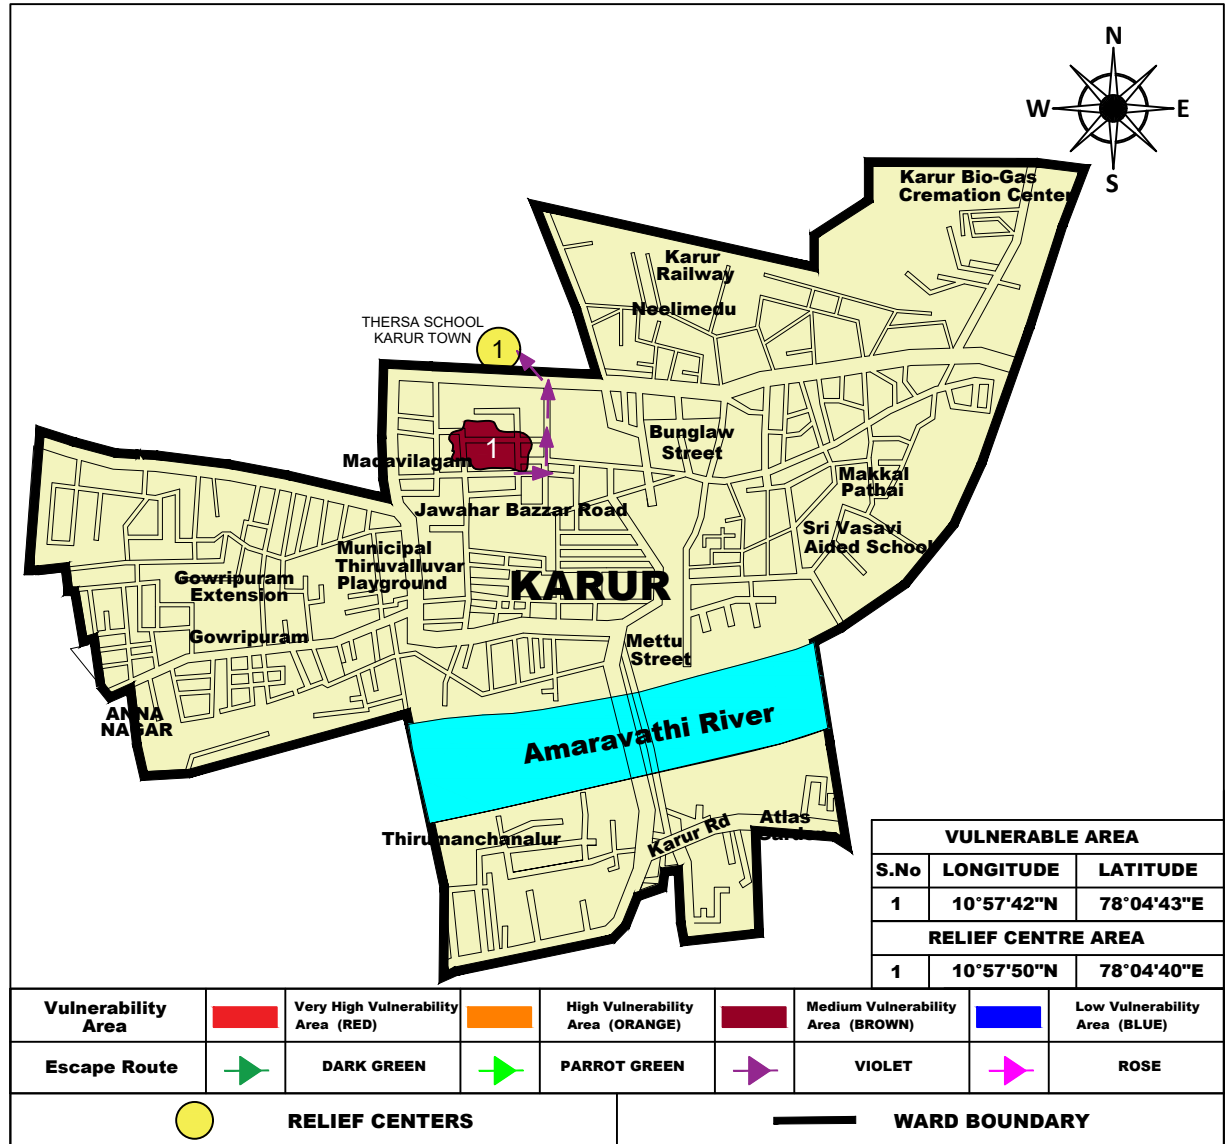 N
W
E
S
Karur Bio-Gas
Cremation Center
Karur
Railway
Neelimedu
THERSA SCHOOL
KARUR TOWN
1
1
Bunglaw
Street
Madavilagam
Makkal
Pathai
Jawahar Bazzar Road
Sri Vasavi
Aided School
Municipal
Thiruvalluvar
Playground
KARUR
Gowripuram
Extension
Gowripuram
Mettu
Street
ANNA
NAGAR
Amaravathi River
Thirumanchanalur
Karur Rd
Atlas
Garden
VULNERABLE AREA
S.No LONGITUDE LATITUDE
1 10°57'42"N 78°04'43"E
RELIEF CENTRE AREA
1 10°57'50"N 78°04'40"E
Vulnerability
Area
Very High Vulnerability
Area (RED)
High Vulnerability
Area (ORANGE)
Medium Vulnerability
Area (BROWN)
Low Vulnerability
Area (BLUE)
Escape Route DARK GREEN PARROT GREEN VIOLET ROSE
RELIEF CENTERS WARD BOUNDARY